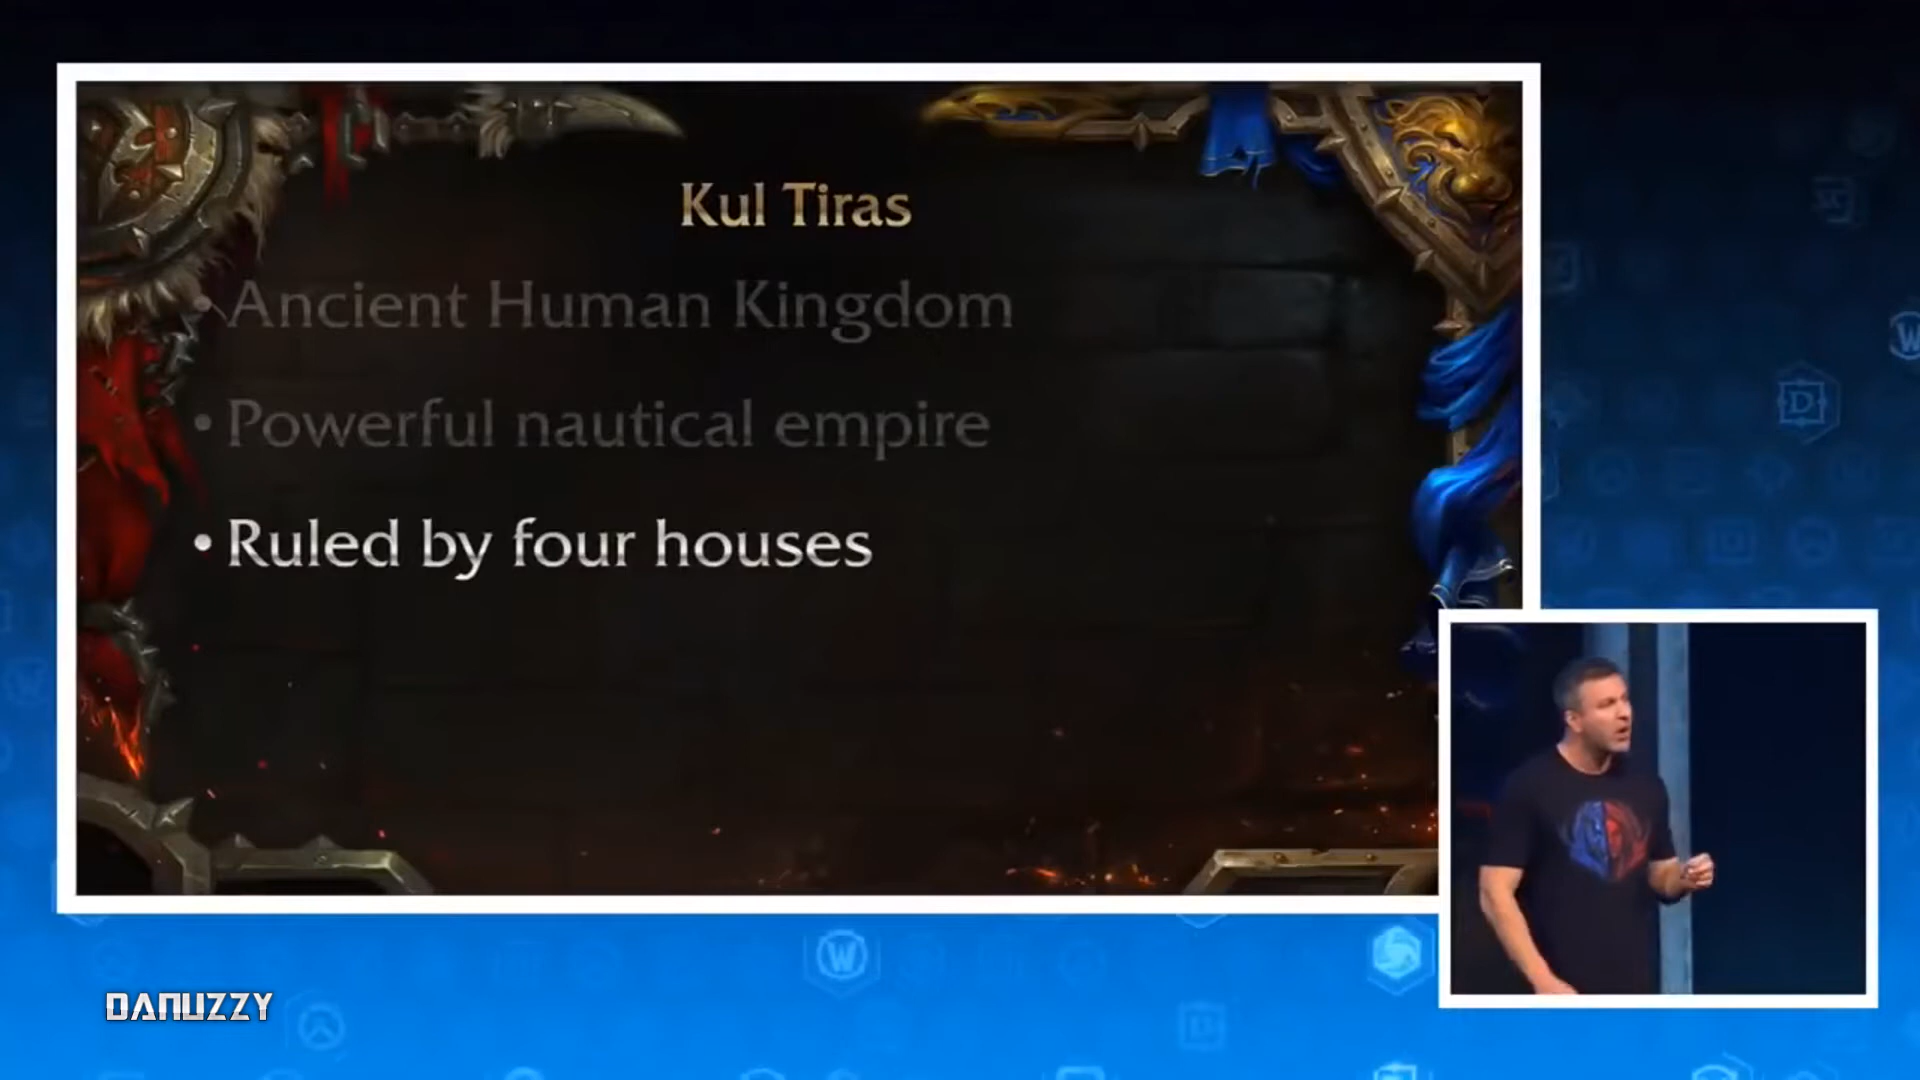 Kul Tiras
• Ancient Human Kingdom
• Powerful nautical empire
• Ruled by four houses
W
D
W
DANUZZY